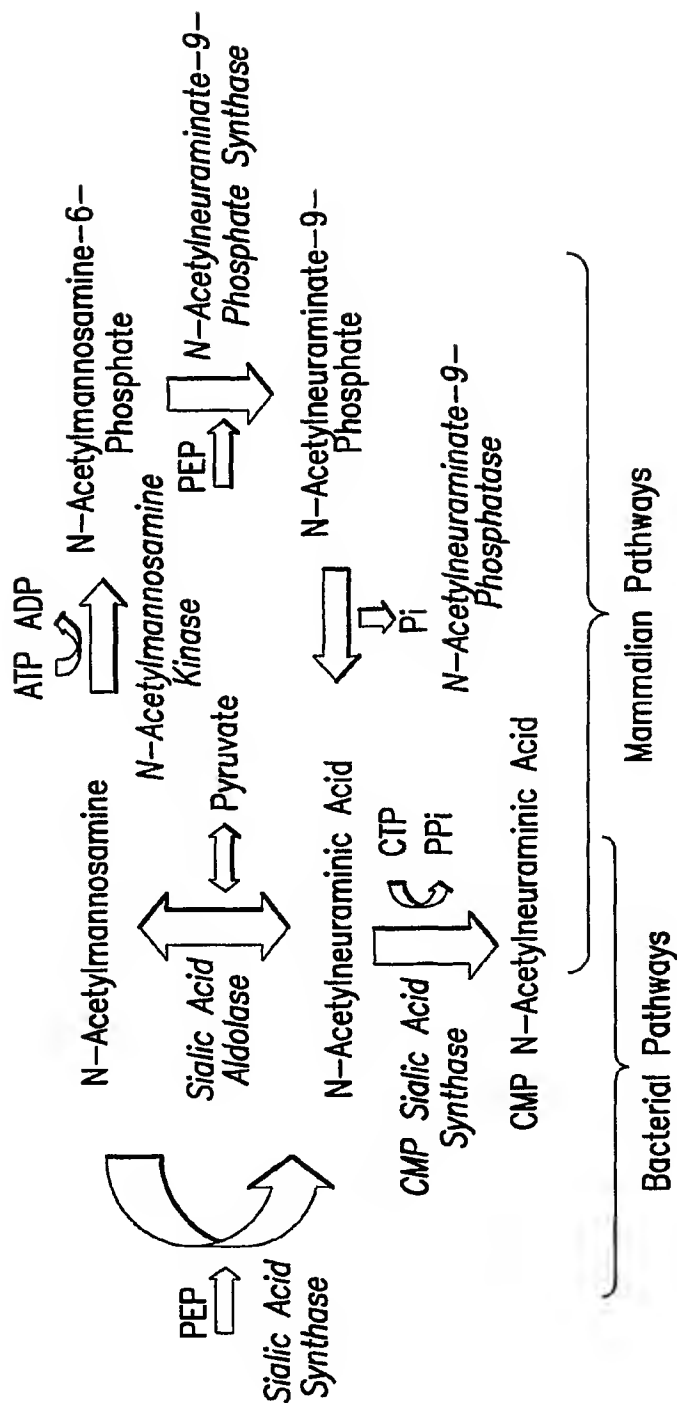 ATP ADP
N-Acetylmannosamine
N-Acetylmannosamine
Kinase
N-Acetylmannosamine-6-
Phosphate
PEP
Sialic Acid
Synthase
Sialic Acid
Aldolase
Pyruvate
PEP
N-Acetylneuraminate-9-
Phosphate Synthase
N-Acetylneuraminic Acid
Pi
N-Acetylneuraminate-9-
Phosphatase
N-Acetylneuraminate-9-
Phosphate
CMP Sialic Acid
Synthase
CTP
PPi
CMP N-Acetylneuraminic Acid
Bacterial Pathways
Mammalian Pathways